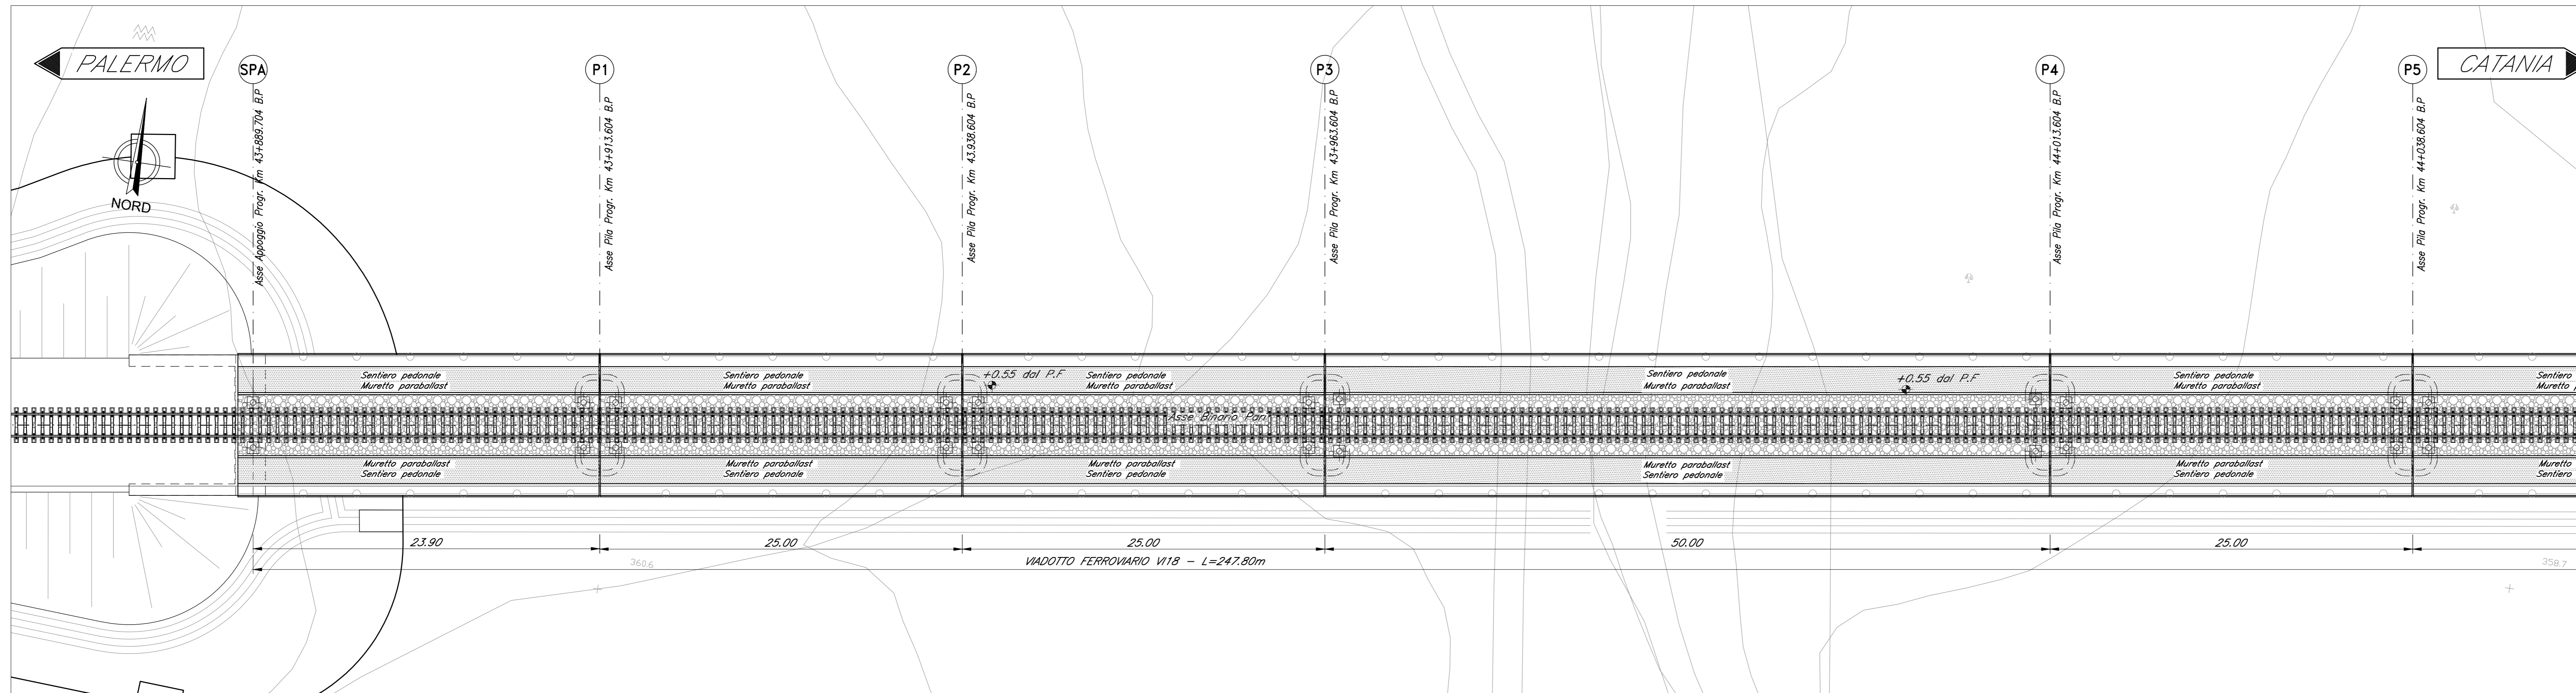 PALERMO
CATANIA
SPA
P1
P2
P3
P4
P5
Asse Appoggio Progr. Km 43+889.704 B.P
Asse Pila Progr. Km 43+913.604 B.P
Asse Pila Progr. Km 43.938.604 B.P
Asse Pila Progr. Km 43+963.604 B.P
Asse Pila Progr. Km 44+013.604 B.P
Asse Pila Progr. Km 44+038.604 B.P
NORD
Sentiero pedonale
Muretto paraballast
Sentiero pedonale
Muretto paraballast
+0.55 dal P.F
Sentiero pedonale
Muretto paraballast
Sentiero pedonale
Muretto paraballast
+0.55 dal P.F
Sentiero pedonale
Muretto paraballast
Sentiero
Muretto
Asse Binario Pari
Muretto paraballast
Sentiero pedonale
Muretto paraballast
Sentiero pedonale
Muretto paraballast
Sentiero pedonale
Muretto paraballast
Sentiero pedonale
Muretto paraballast
Sentiero pedonale
Muretto
Sentiero
23.90
25.00
25.00
50.00
25.00
VIADOTTO FERROVIARIO VI18 - L=247.80m
360.6
358.7